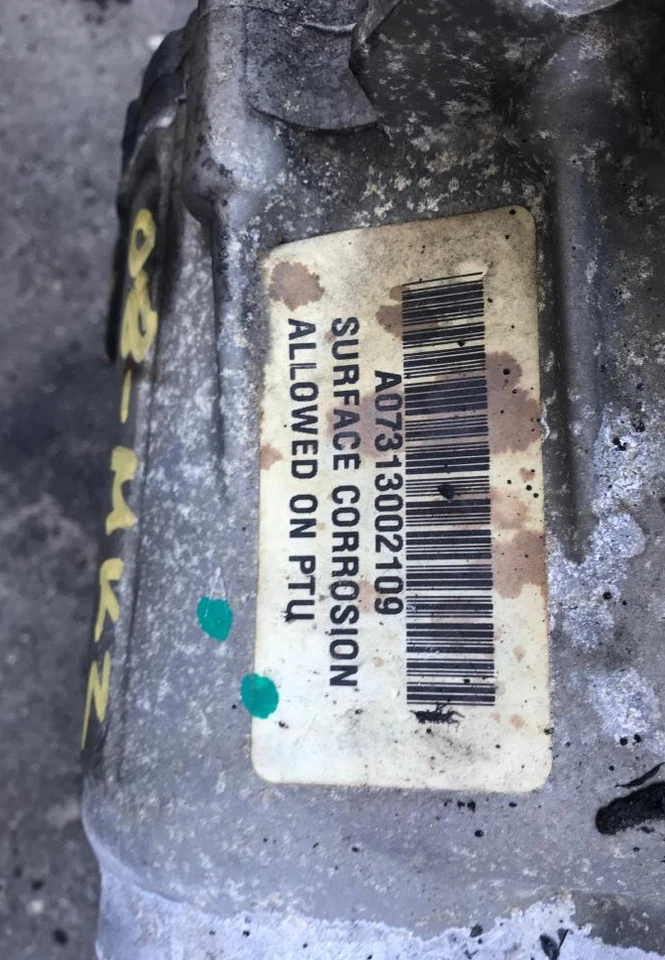 A07313002109
SURFACE CORROSION
ALLOWED ON PTU
08-MKZ